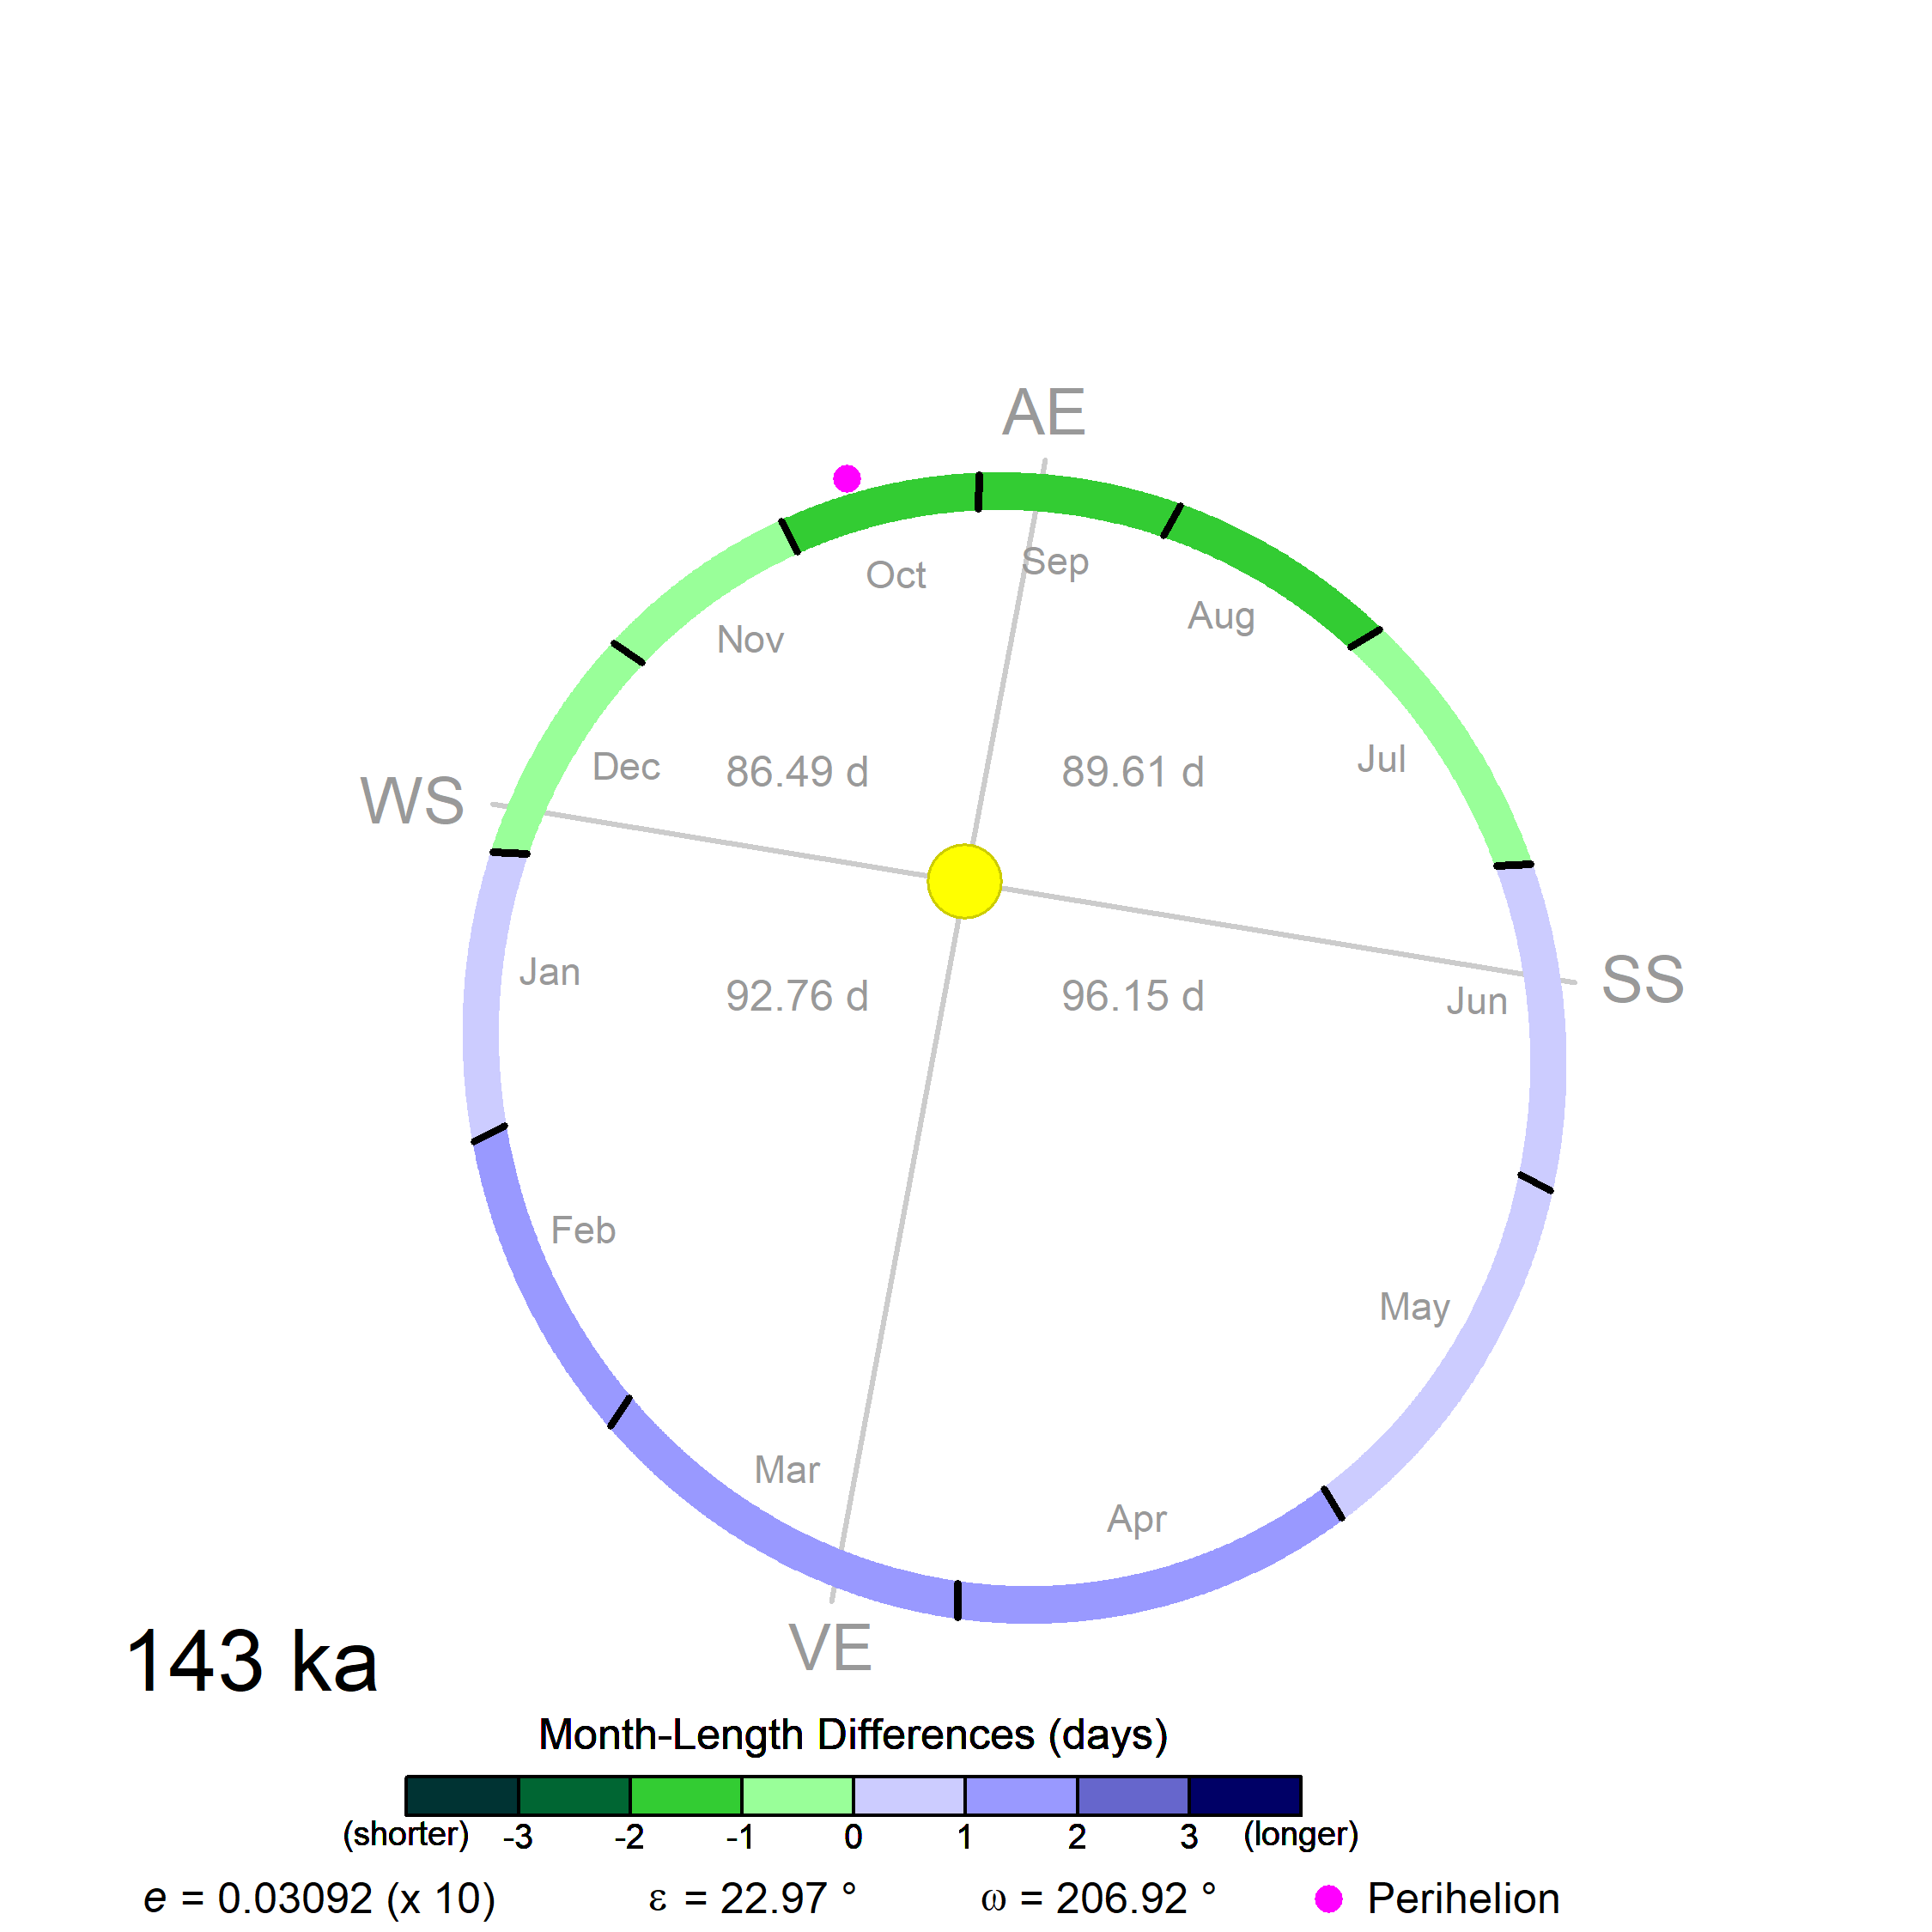 AE
Sep
Oct
Aug
Nov
Jul
Dec
86.49 d
89.61 d
WS
SS
Jan
92.76 d
96.15 d
Jun
Feb
May
Mar
Apr
VE
143 ka
Month-Length Differences (days)
(shorter) -3 -2 -1 0 1 2 3 (longer)
e = 0.03092 (x 10) ε = 22.97 ° ω = 206.92 ° Perihelion